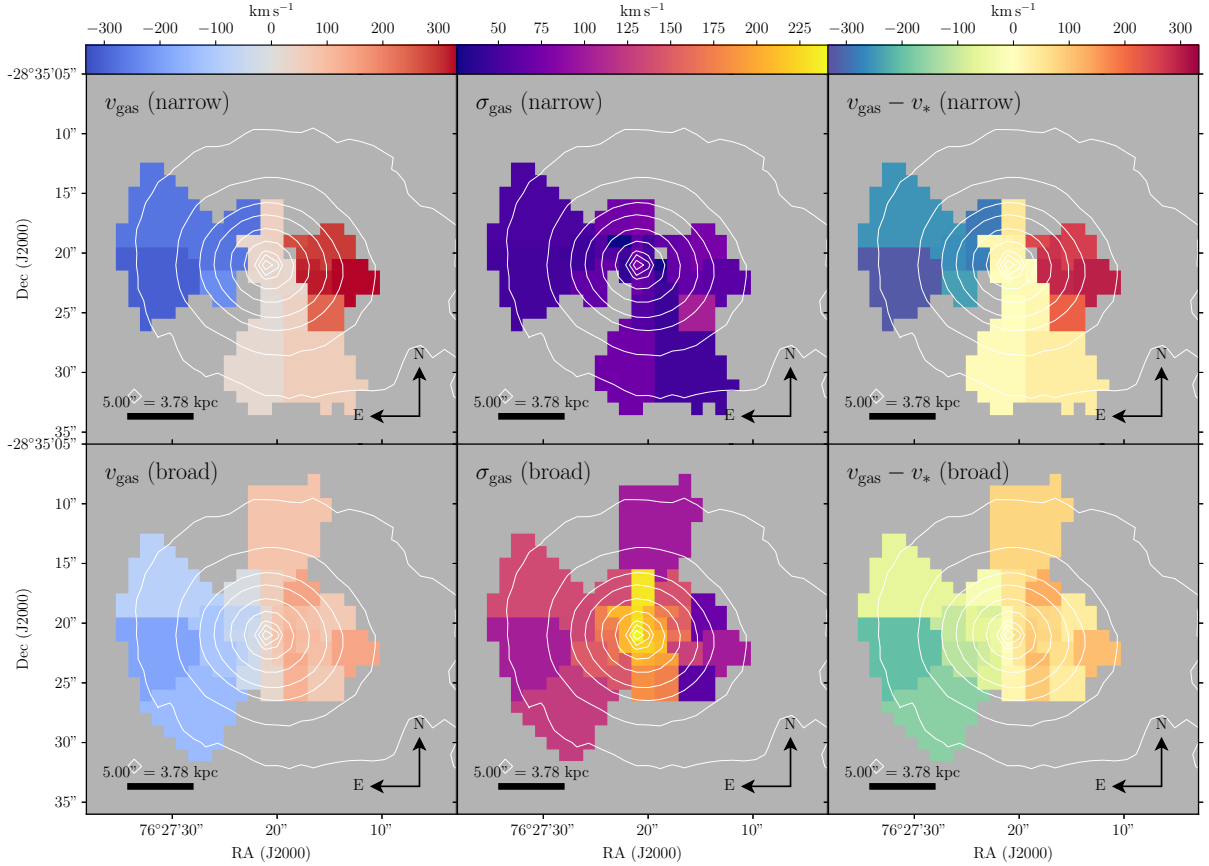 km s⁻¹ km s⁻¹ km s⁻¹
−300 −200 −100 0 100 200 300 50 75 100 125 150 175 200 225 −300 −200 −100 0 100 200 300
-28°35'05"
v_gas (narrow) σ_gas (narrow) v_gas − v_* (narrow)
10"
15"
Dec (J2000)
20"
25"
30"
N N N
5.00" = 3.78 kpc E 5.00" = 3.78 kpc E 5.00" = 3.78 kpc E
35"
-28°35'05"
v_gas (broad) σ_gas (broad) v_gas − v_* (broad)
10"
15"
Dec (J2000)
20"
25"
30"
N N N
5.00" = 3.78 kpc E 5.00" = 3.78 kpc E 5.00" = 3.78 kpc E
35"
76°27'30" 20" 10" 76°27'30" 20" 10" 76°27'30" 20" 10"
RA (J2000) RA (J2000) RA (J2000)